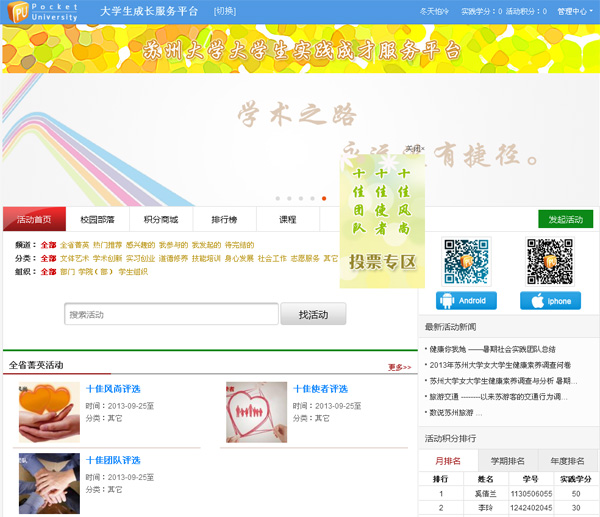 Pocket University 大学生成长服务平台 [切换] 冬天怕冷 实践学分：0 活动积分：0 管理中心
苏州大学大学生实践成才服务平台
学术之路
没有捷径。
关闭×
十佳团队 十佳使者 十佳风尚
投票专区
活动首页 校园部落 积分商城 排行榜 课程 发起活动
频道： 全部 全省菁英 热门推荐 感兴趣的 我参与的 我发起的 待完结的
分类： 全部 文体艺术 学术创新 实习创业 道德修养 技能培训 身心发展 社会工作 志愿服务 其它
组织： 全部 部门 学院（部） 学生组织
Android iphone
搜索活动 找活动
最新活动新闻
• 健康你我她 ——暑期社会实践团队总结
• 2013年苏州大学女大学生健康素养调查问卷
• 苏州大学女大学生健康素养调查与分析 暑期...
• 旅游交通 --------以来苏游客的交通行为调...
• 数说苏州旅游 ...
全省菁英活动 更多>>
十佳风尚评选
时间：2013-09-25至
分类：其它
十佳使者评选
时间：2013-09-25至
分类：其它
十佳团队评选
时间：2013-09-25至
分类：其它
活动积分排行
月排名 学期排名 年度排名
排行 姓名 学号 实践学分
1 1130506055 50
2 李玲 1242402045 30